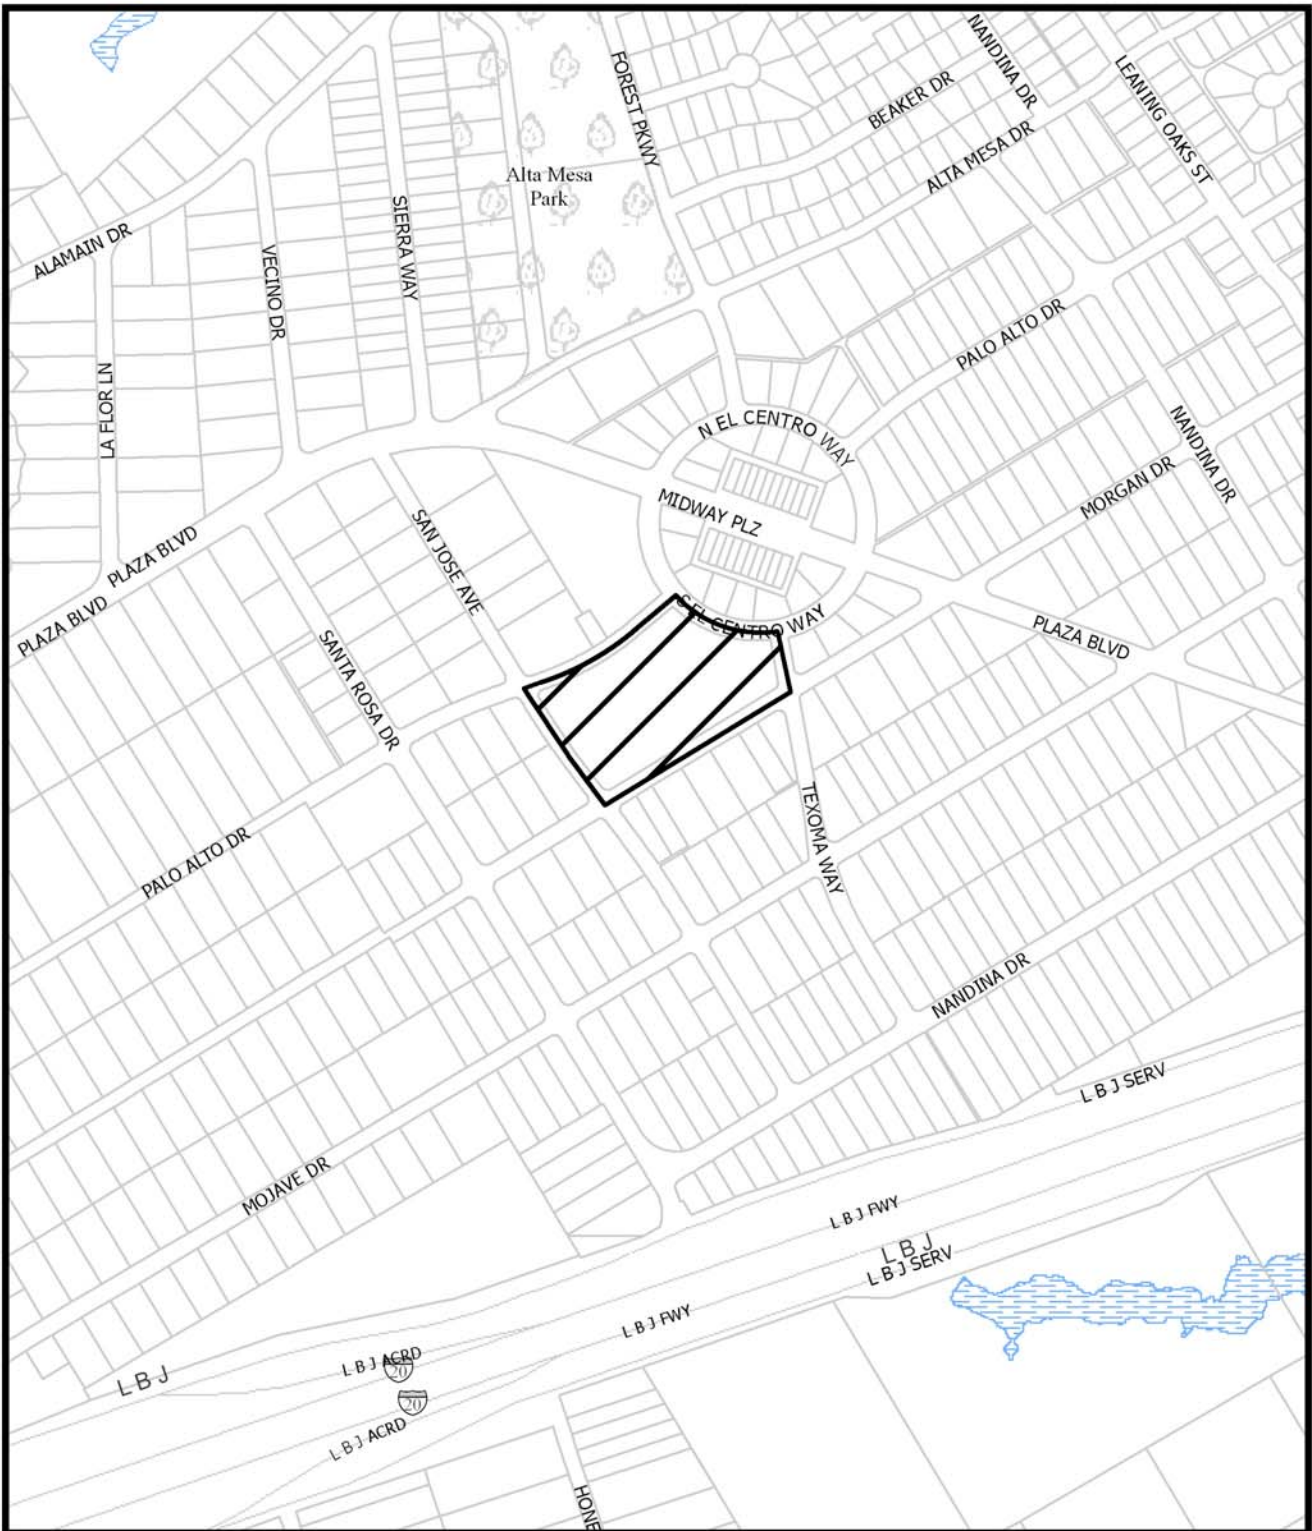 NANDINA DR
FOREST PKWY
LEANING OAKS ST
BEAKER DR
ALTA MESA DR
Alta Mesa
Park
SIERRA WAY
ALAMAIN DR
VECINO DR
PALO ALTO DR
LA FLOR LN
N EL CENTRO WAY
NANDINA DR
MORGAN DR
MIDWAY PLZ
SAN JOSE AVE
PLAZA BLVD
PLAZA BLVD
S EL CENTRO WAY
PLAZA BLVD
SANTA ROSA DR
TEXOMA WAY
PALO ALTO DR
NANDINA DR
L B J SERV
MOJAVE DR
L B J FWY
L B J
L B J SERV
L B J FWY
L B J ACRD
20
L B J
20
L B J ACRD
HONE